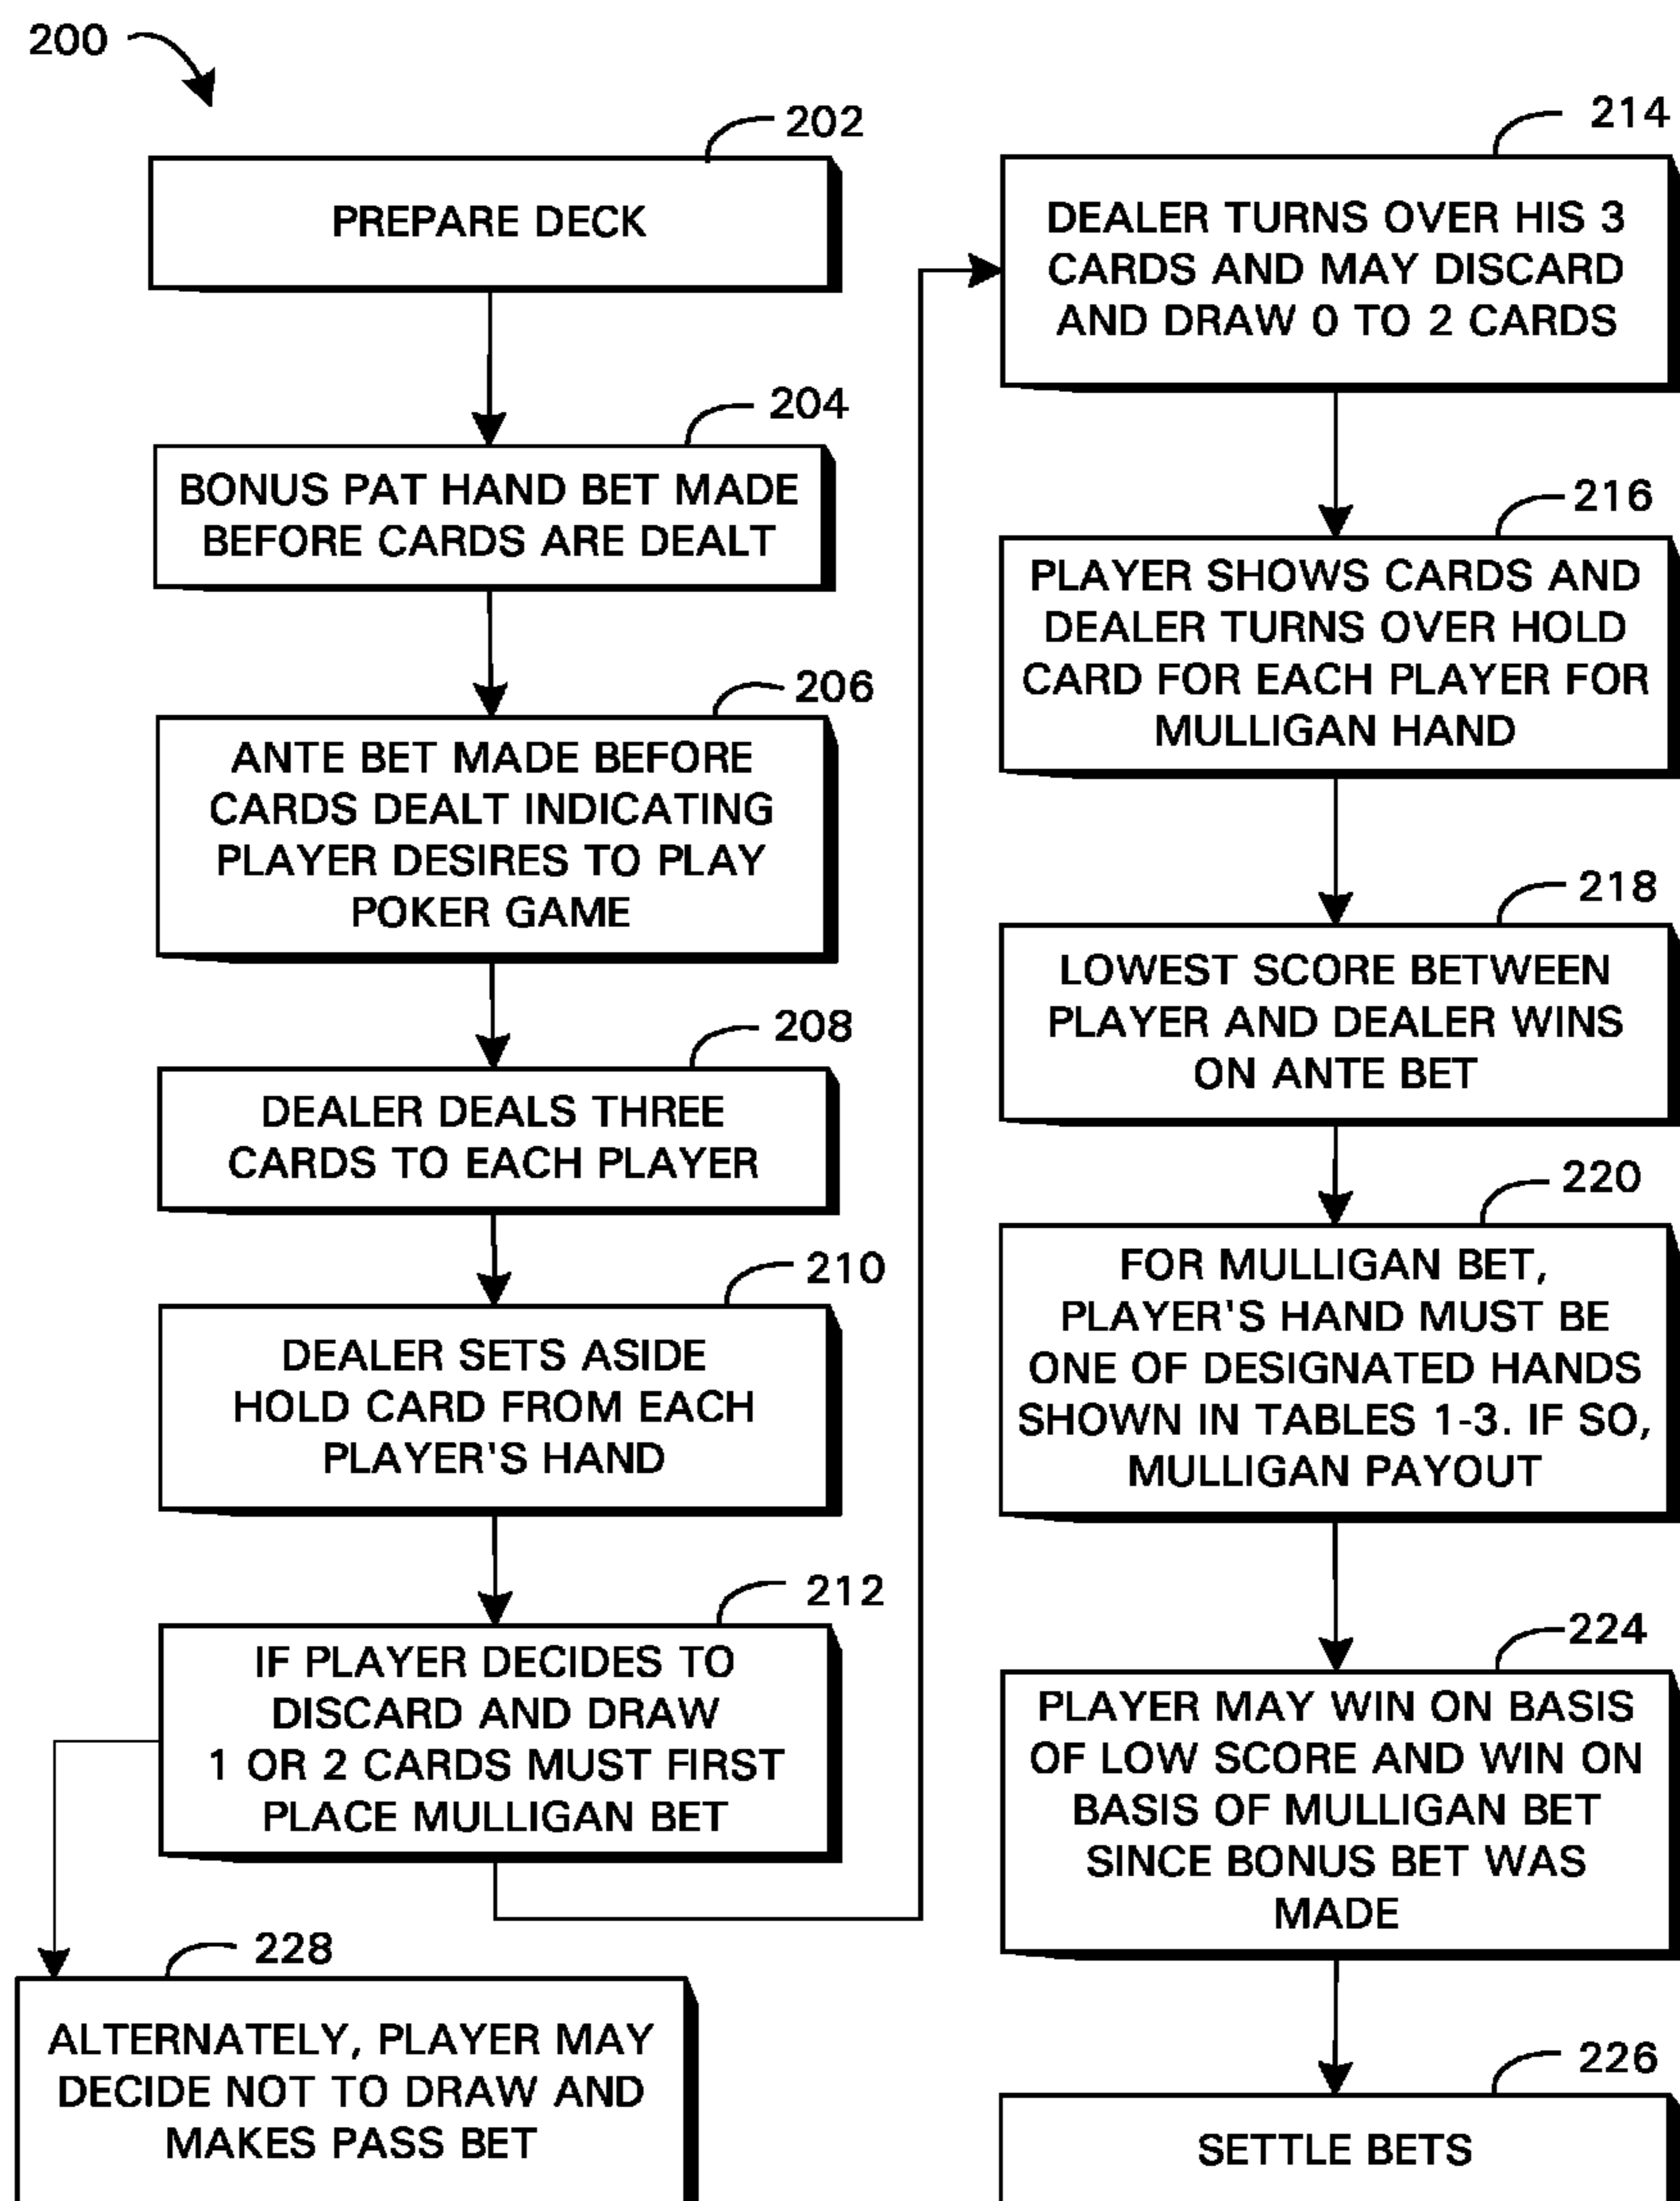 200
202
PREPARE DECK
204
BONUS PAT HAND BET MADE
BEFORE CARDS ARE DEALT
206
ANTE BET MADE BEFORE
CARDS DEALT INDICATING
PLAYER DESIRES TO PLAY
POKER GAME
208
DEALER DEALS THREE
CARDS TO EACH PLAYER
210
DEALER SETS ASIDE
HOLD CARD FROM EACH
PLAYER'S HAND
212
IF PLAYER DECIDES TO
DISCARD AND DRAW
1 OR 2 CARDS MUST FIRST
PLACE MULLIGAN BET
228
ALTERNATELY, PLAYER MAY
DECIDE NOT TO DRAW AND
MAKES PASS BET
214
DEALER TURNS OVER HIS 3
CARDS AND MAY DISCARD
AND DRAW 0 TO 2 CARDS
216
PLAYER SHOWS CARDS AND
DEALER TURNS OVER HOLD
CARD FOR EACH PLAYER FOR
MULLIGAN HAND
218
LOWEST SCORE BETWEEN
PLAYER AND DEALER WINS
ON ANTE BET
220
FOR MULLIGAN BET,
PLAYER'S HAND MUST BE
ONE OF DESIGNATED HANDS
SHOWN IN TABLES 1-3. IF SO,
MULLIGAN PAYOUT
224
PLAYER MAY WIN ON BASIS
OF LOW SCORE AND WIN ON
BASIS OF MULLIGAN BET
SINCE BONUS BET WAS
MADE
226
SETTLE BETS